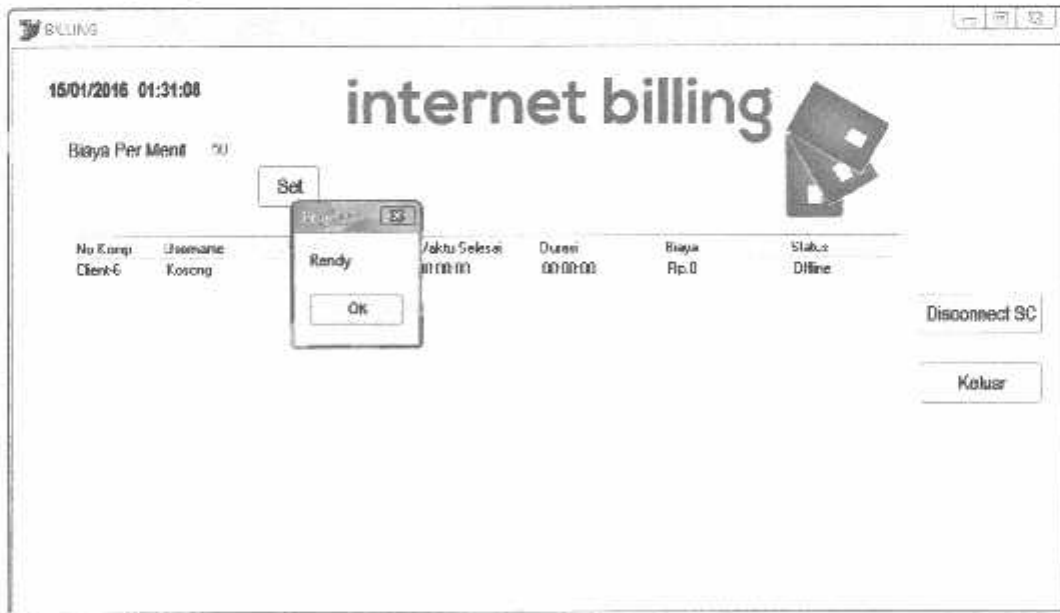 BILLING
15/01/2016 01:31:08
internet billing
Biaya Per Menit 50
Set
No Komp Username Waktu Selesai Durasi Biaya Status
Client-6 Kosong 00:00:00 00:00:00 Rp.0 Offline
Rendy
OK
Disconnect SC
Keluar